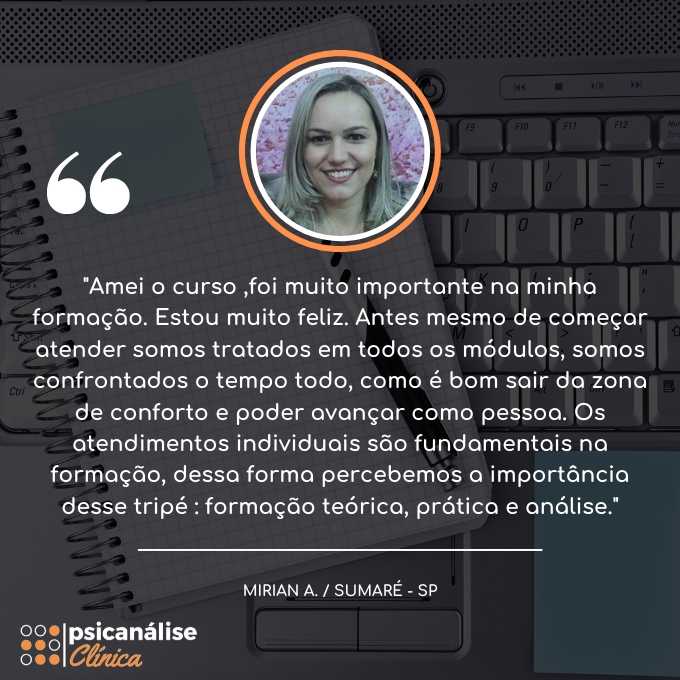 "Amei o curso ,foi muito importante na minha
formação. Estou muito feliz. Antes mesmo de começar
atender somos tratados em todos os módulos, somos
confrontados o tempo todo, como é bom sair da zona
de conforto e poder avançar como pessoa. Os
atendimentos individuais são fundamentais na
formação, dessa forma percebemos a importância
desse tripé : formação teórica, prática e análise."
MIRIAN A. / SUMARÉ - SP
psicanálise
Clínica